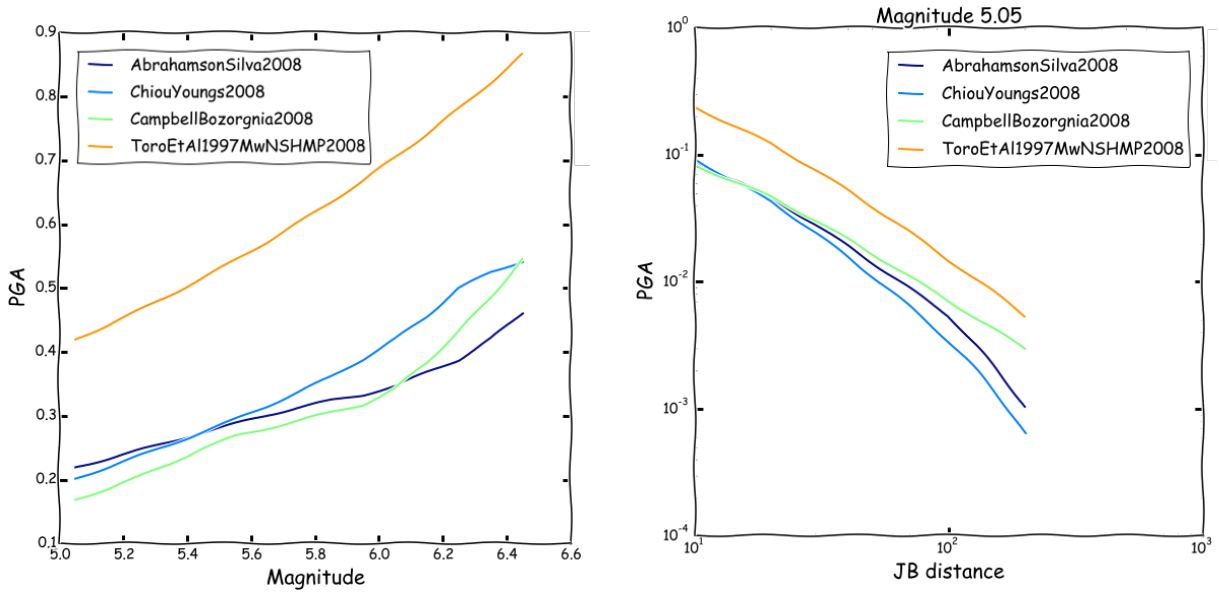 0.9
0.8
0.7
0.6
0.5
0.4
0.3
0.2
0.1
PGA
AbrahamsonSilva2008
ChiouYoungs2008
CampbellBozorgnia2008
ToroEtAl1997MwNSHMP2008
5.0 5.2 5.4 5.6 5.8 6.0 6.2 6.4 6.6
Magnitude
Magnitude 5.05
10⁰
10⁻¹
10⁻²
10⁻³
10⁻⁴
PGA
AbrahamsonSilva2008
ChiouYoungs2008
CampbellBozorgnia2008
ToroEtAl1997MwNSHMP2008
10¹ 10² 10³
JB distance